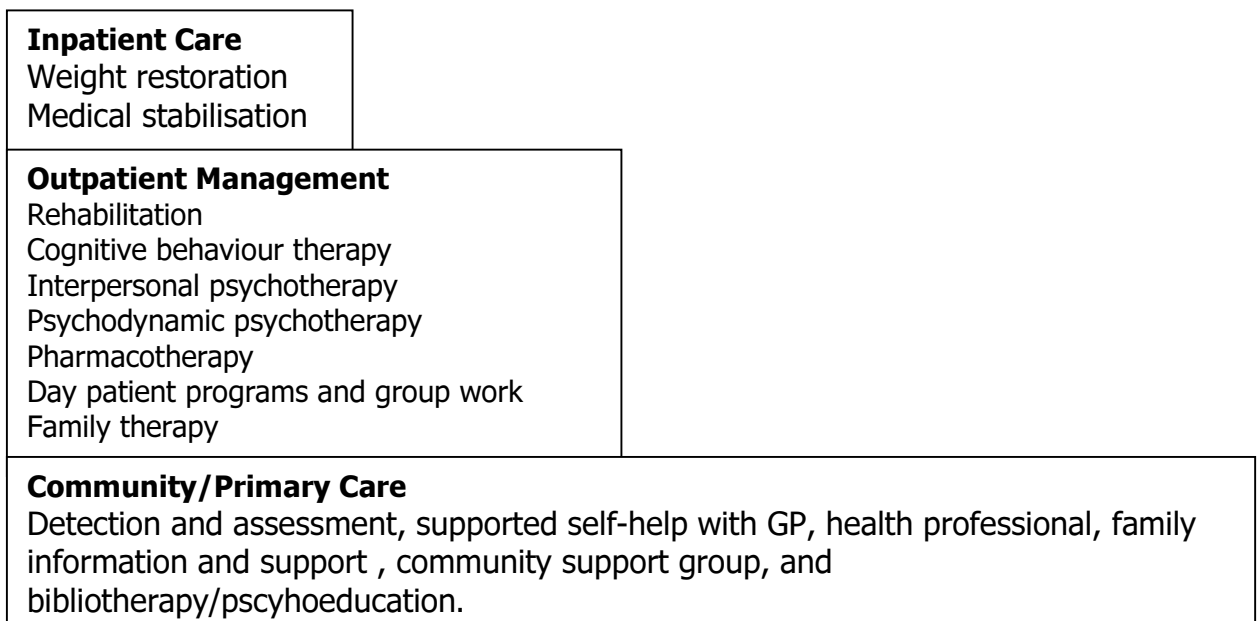 Inpatient Care
Weight restoration
Medical stabilisation
Outpatient Management
Rehabilitation
Cognitive behaviour therapy
Interpersonal psychotherapy
Psychodynamic psychotherapy
Pharmacotherapy
Day patient programs and group work
Family therapy
Community/Primary Care
Detection and assessment, supported self-help with GP, health professional, family
information and support , community support group, and
bibliotherapy/pscyhoeducation.